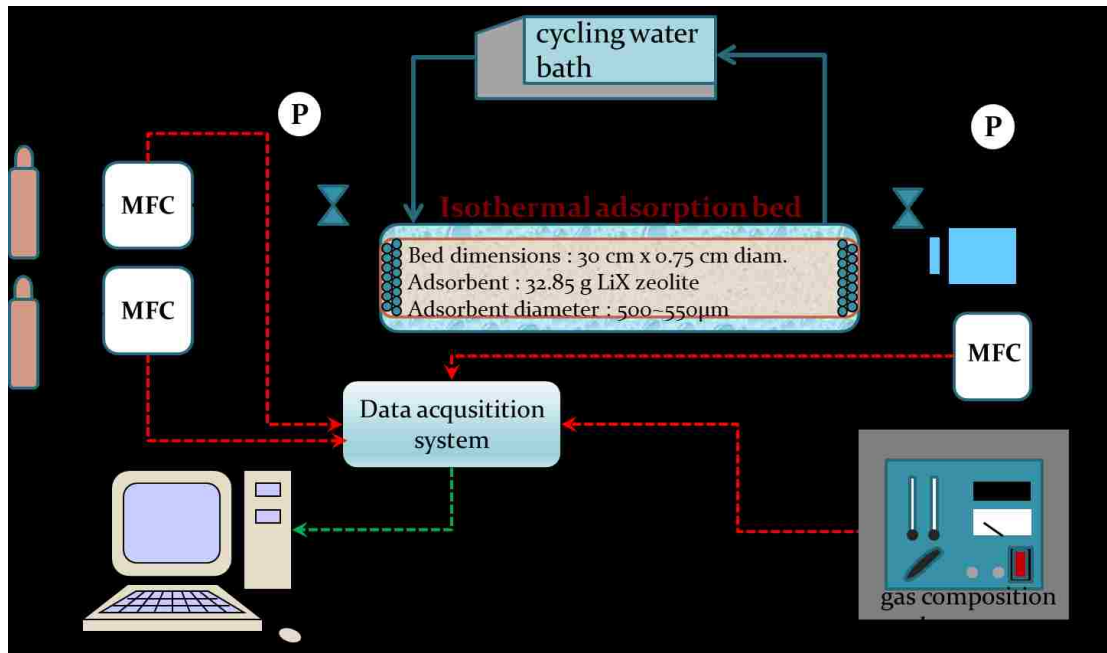 cycling water
bath
P
P
MFC
MFC
Isothermal adsorption bed
Bed dimensions : 30 cm x 0.75 cm diam.
Adsorbent : 32.85 g LiX zeolite
Adsorbent diameter : 500~550µm
MFC
Data acqusitition
system
gas composition